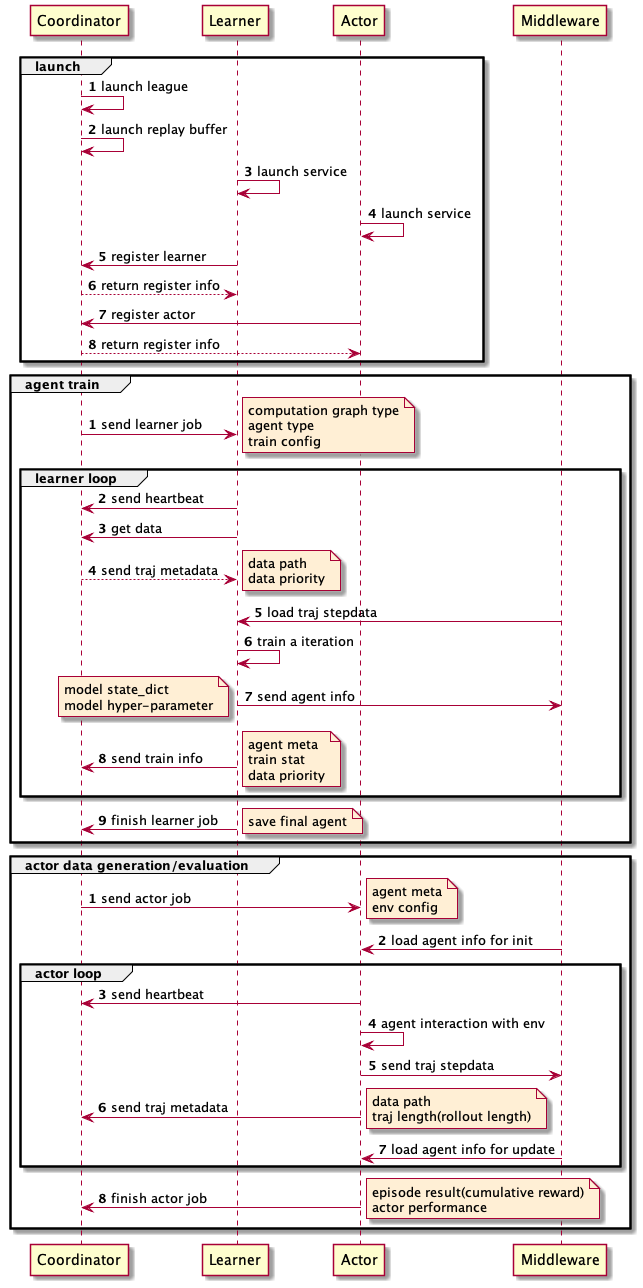 Coordinator Learner Actor Middleware
launch
1 launch league
2 launch replay buffer
3 launch service
4 launch service
5 register learner
6 return register info
7 register actor
8 return register info
agent train
1 send learner job
computation graph type
agent type
train config
learner loop
2 send heartbeat
3 get data
4 send traj metadata
data path
data priority
5 load traj stepdata
6 train a iteration
model state_dict
model hyper-parameter
7 send agent info
8 send train info
agent meta
train stat
data priority
9 finish learner job
save final agent
actor data generation/evaluation
1 send actor job
agent meta
env config
2 load agent info for init
actor loop
3 send heartbeat
4 agent interaction with env
5 send traj stepdata
6 send traj metadata
data path
traj length(rollout length)
7 load agent info for update
8 finish actor job
episode result(cumulative reward)
actor performance
Coordinator Learner Actor Middleware